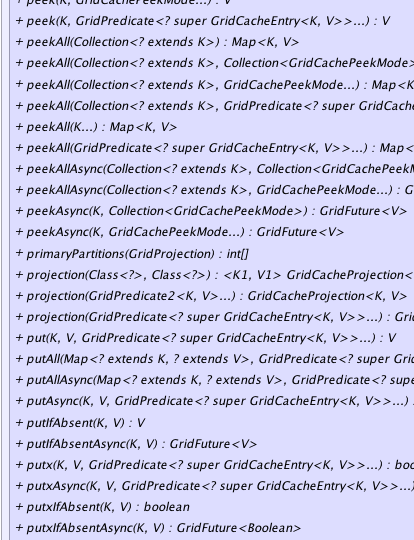 + peek(K, GridCachePeekMode...) : V
+ peek(K, GridPredicate<? super GridCacheEntry<K, V>>...) : V
+ peekAll(Collection<? extends K>) : Map<K, V>
+ peekAll(Collection<? extends K>, Collection<GridCachePeekMode>
+ peekAll(Collection<? extends K>, GridCachePeekMode...) : Map<K
+ peekAll(Collection<? extends K>, GridPredicate<? super GridCache
+ peekAll(K...) : Map<K, V>
+ peekAll(GridPredicate<? super GridCacheEntry<K, V>>...) : Map<
+ peekAllAsync(Collection<? extends K>, Collection<GridCachePeekM
+ peekAllAsync(Collection<? extends K>, GridCachePeekMode...) : G
+ peekAsync(K, Collection<GridCachePeekMode>) : GridFuture<V>
+ peekAsync(K, GridCachePeekMode...) : GridFuture<V>
+ primaryPartitions(GridProjection) : int[]
+ projection(Class<?>, Class<?>) : <K1, V1> GridCacheProjection<
+ projection(GridPredicate2<K, V>...) : GridCacheProjection<K, V>
+ projection(GridPredicate<? super GridCacheEntry<K, V>>...) : Gri
+ put(K, V, GridPredicate<? super GridCacheEntry<K, V>>...) : V
+ putAll(Map<? extends K, ? extends V>, GridPredicate<? super Grid
+ putAllAsync(Map<? extends K, ? extends V>, GridPredicate<? supe
+ putAsync(K, V, GridPredicate<? super GridCacheEntry<K, V>>...) :
+ putIfAbsent(K, V) : V
+ putIfAbsentAsync(K, V) : GridFuture<V>
+ putx(K, V, GridPredicate<? super GridCacheEntry<K, V>>...) : boo
+ putxAsync(K, V, GridPredicate<? super GridCacheEntry<K, V>>...)
+ putxIfAbsent(K, V) : boolean
+ putxIfAbsentAsync(K, V) : GridFuture<Boolean>